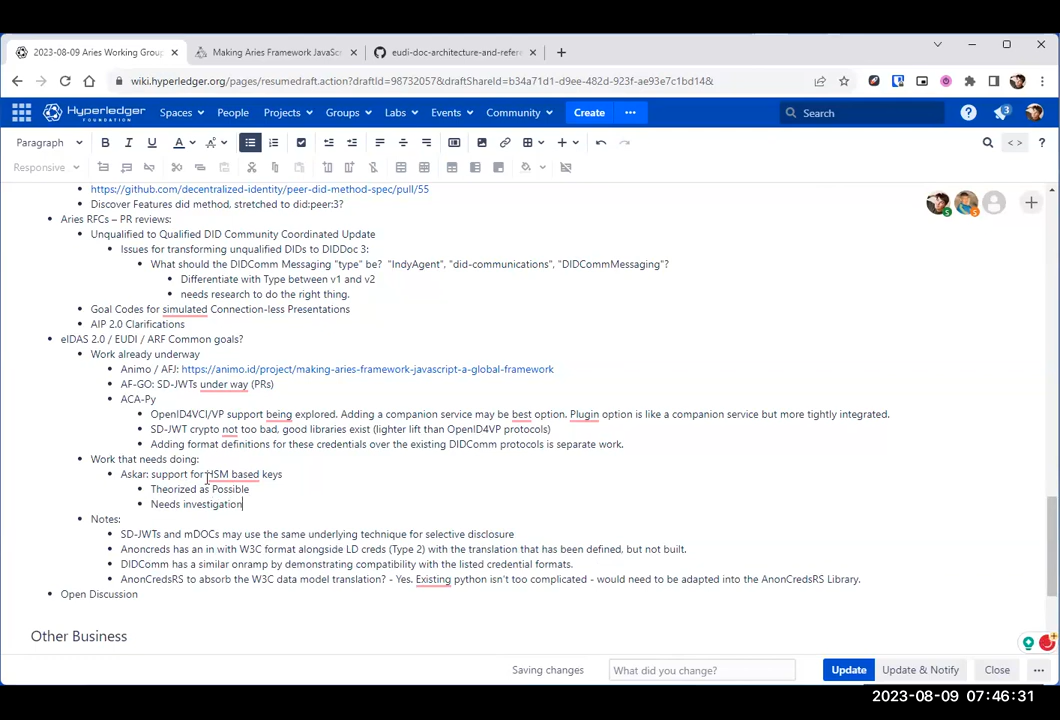 2023-08-09 Aries Working Grou
Making Aries Framework JavaSc
eudi-doc-architecture-and-refere
wiki.hyperledger.org/pages/resumedraft.action?draftId=98732057&draftShareId=b34a71d1-d9ee-482d-923f-ae93e7c1bd14&
HYPERLEDGER FOUNDATION
Spaces People Projects Groups Labs Events Community Create ••• Search 3
Paragraph B I U A
Responsive
• https://github.com/decentralized-identity/peer-did-method-spec/pull/55
• Discover Features did method, stretched to did:peer:3?
• Aries RFCs – PR reviews:
• Unqualified to Qualified DID Community Coordinated Update
• Issues for transforming unqualified DIDs to DIDDoc 3:
• What should the DIDComm Messaging "type" be? "IndyAgent", "did-communications", "DIDCommMessaging"?
• Differentiate with Type between v1 and v2
• needs research to do the right thing.
• Goal Codes for simulated Connection-less Presentations
• AIP 2.0 Clarifications
• eIDAS 2.0 / EUDI / ARF Common goals?
• Work already underway
• Animo / AFJ: https://animo.id/project/making-aries-framework-javascript-a-global-framework
• AF-GO: SD-JWTs under way (PRs)
• ACA-Py
• OpenID4VCI/VP support being explored. Adding a companion service may be best option. Plugin option is like a companion service but more tightly integrated.
• SD-JWT crypto not too bad, good libraries exist (lighter lift than OpenID4VP protocols)
• Adding format definitions for these credentials over the existing DIDComm protocols is separate work.
• Work that needs doing:
• Askar: support for HSM based keys
• Theorized as Possible
• Needs investigation
• Notes:
• SD-JWTs and mDOCs may use the same underlying technique for selective disclosure
• Anoncreds has an in with W3C format alongside LD creds (Type 2) with the translation that has been defined, but not built.
• DIDComm has a similar onramp by demonstrating compatibility with the listed credential formats.
• AnonCredsRS to absorb the W3C data model translation? - Yes. Existing python isn't too complicated - would need to be adapted into the AnonCredsRS Library.
• Open Discussion
Other Business
Saving changes What did you change? Update Update & Notify Close •••
2023-08-09 07:46:31